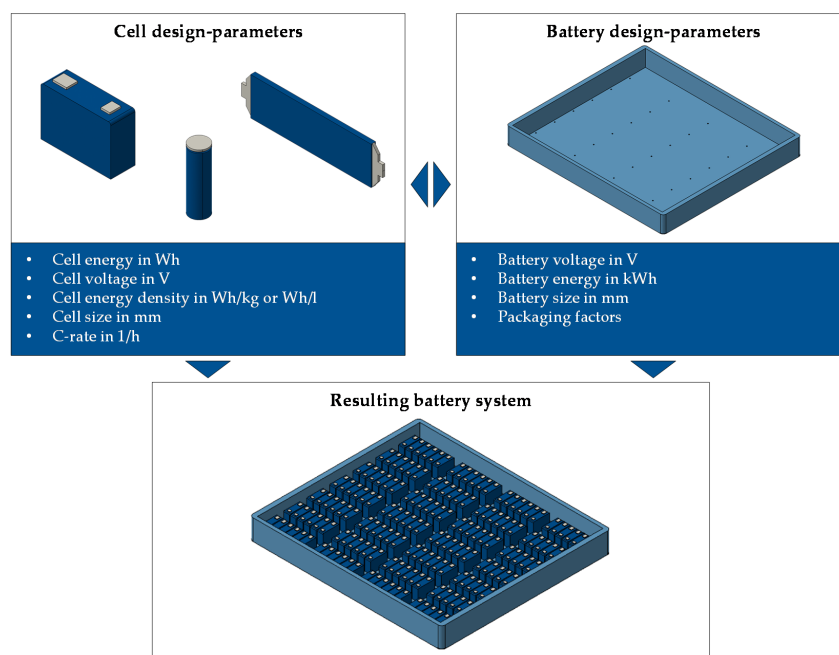 Cell design-parameters
• Cell energy in Wh
• Cell voltage in V
• Cell energy density in Wh/kg or Wh/l
• Cell size in mm
• C-rate in 1/h
Battery design-parameters
• Battery voltage in V
• Battery energy in kWh
• Battery size in mm
• Packaging factors
Resulting battery system